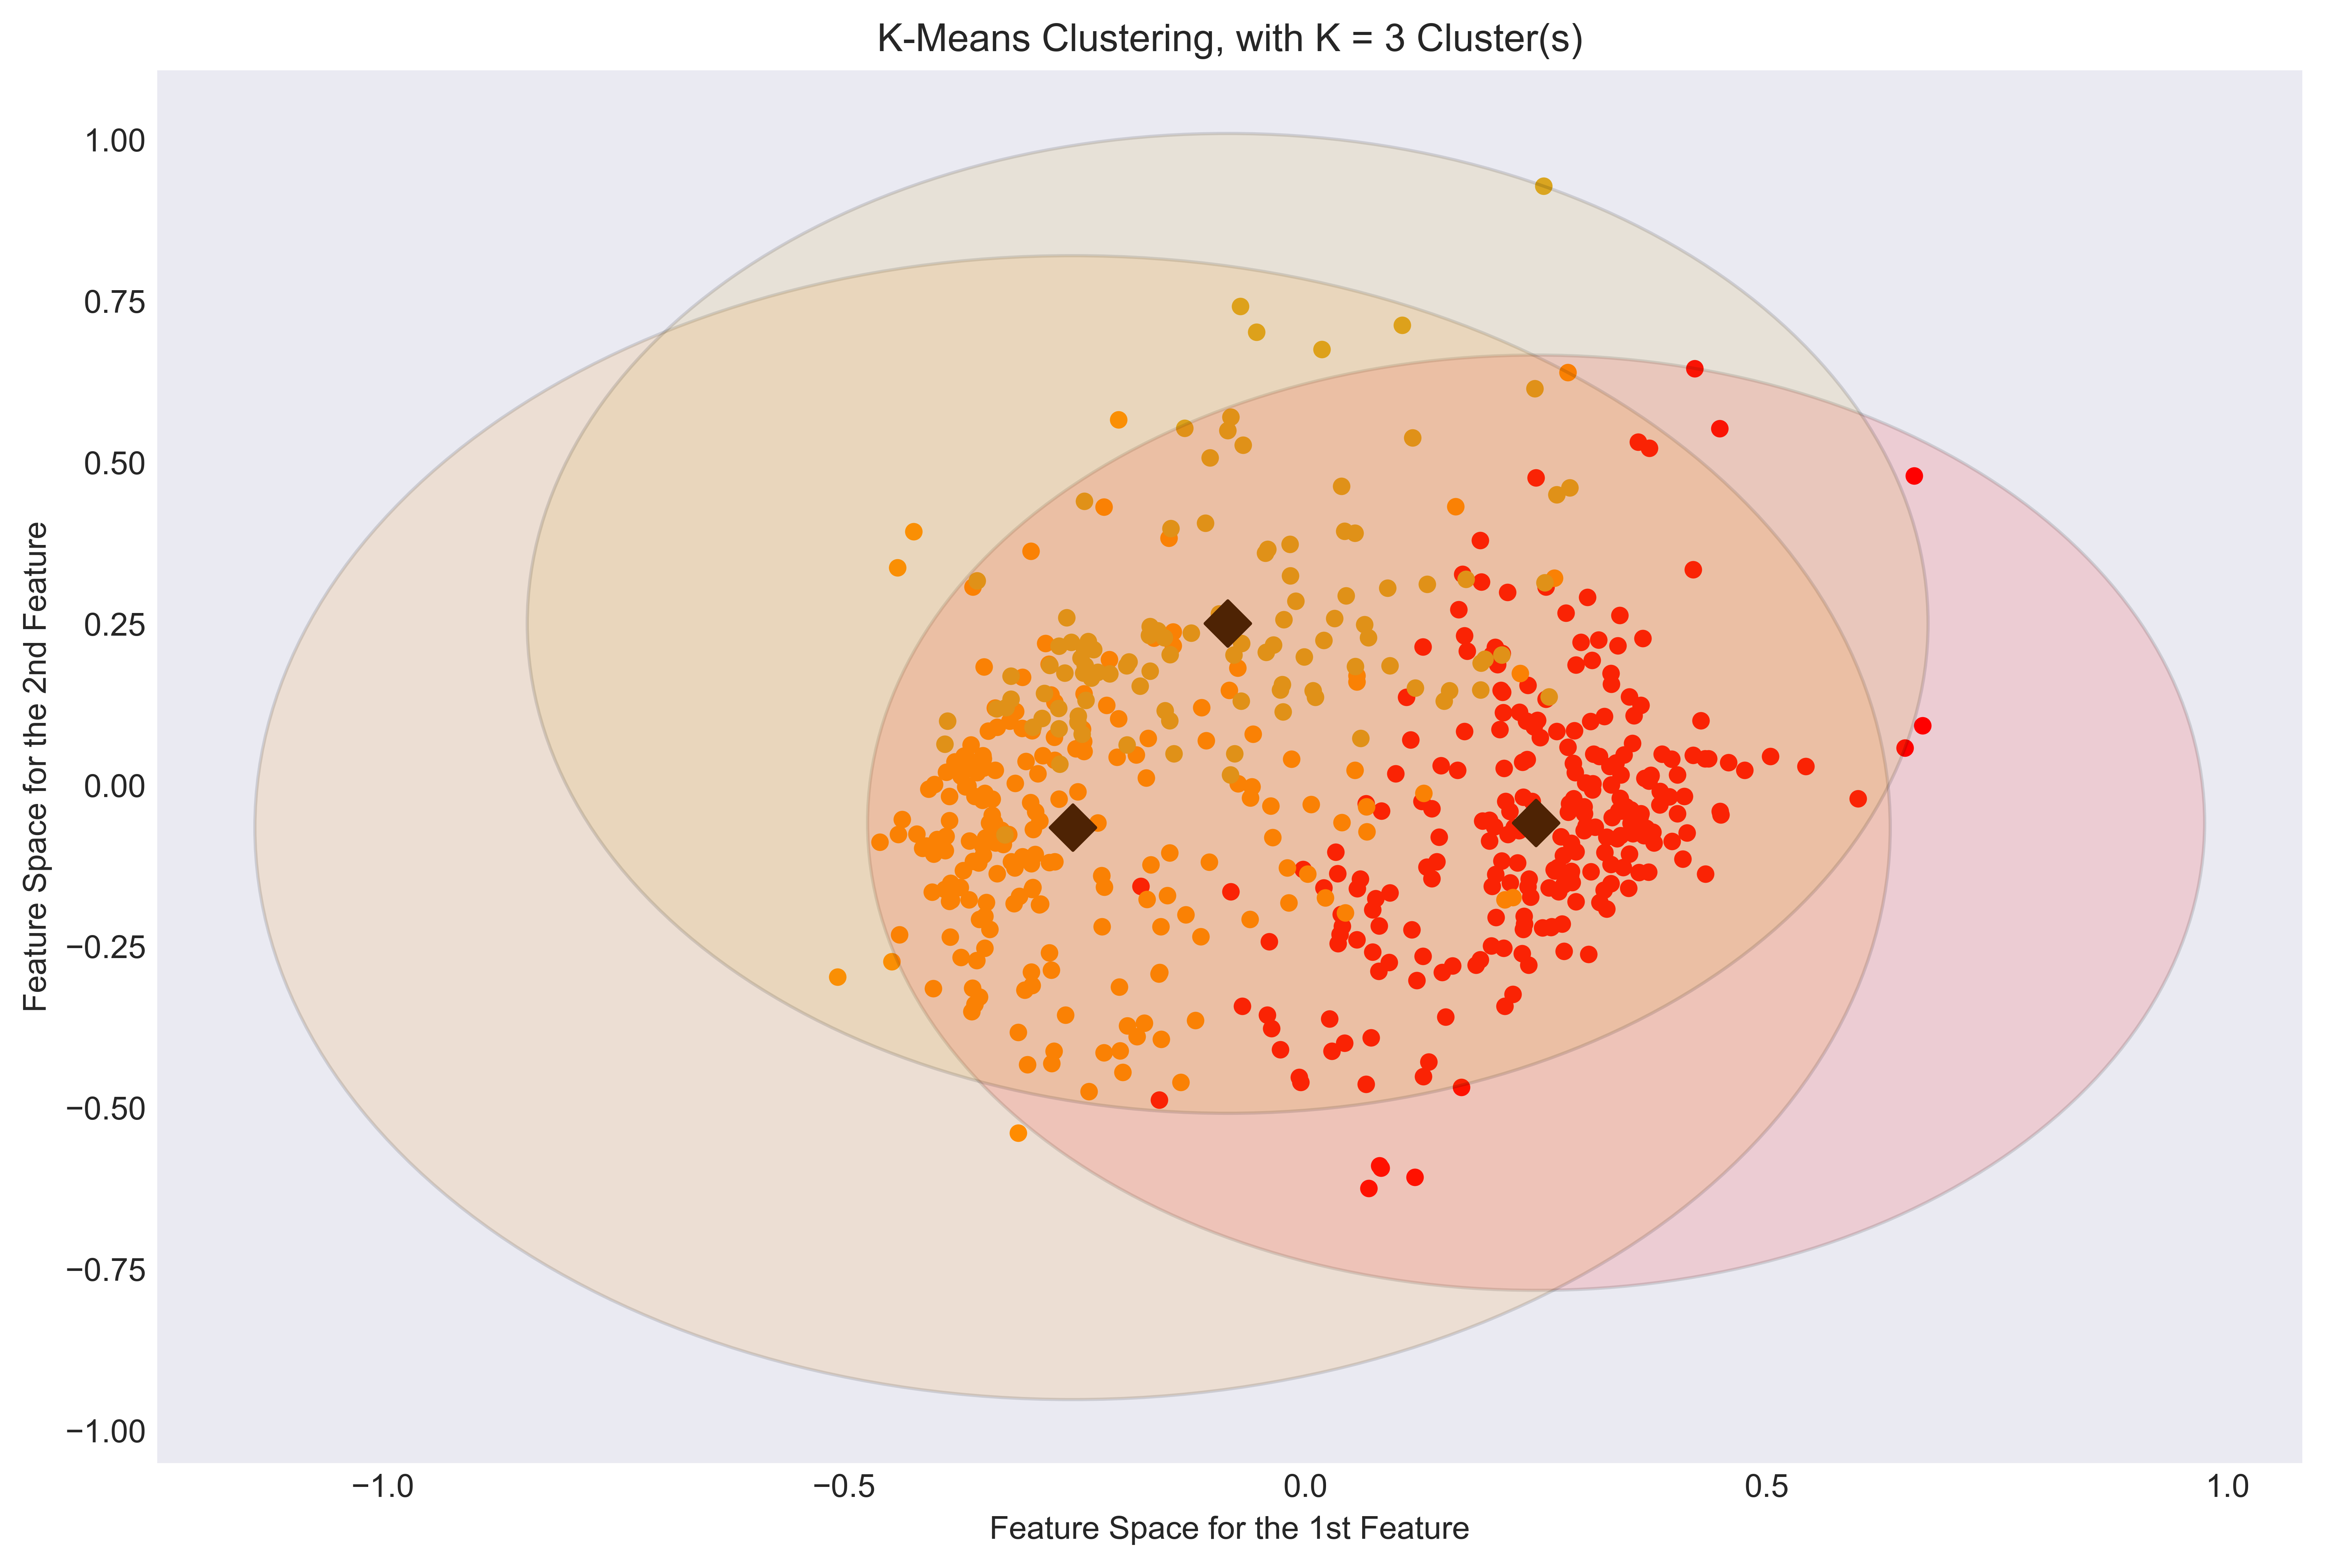 K-Means Clustering, with K = 3 Cluster(s)
1.00
0.75
0.50
0.25
0.00
−0.25
−0.50
−0.75
−1.00
Feature Space for the 2nd Feature
−1.0 −0.5 0.0 0.5 1.0
Feature Space for the 1st Feature